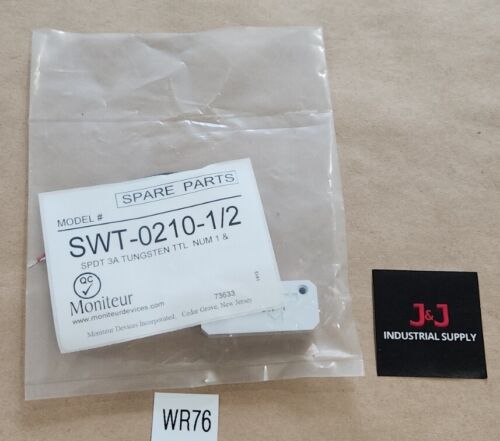 SPARE PARTS
MODEL #
SWT-0210-1/2
SPDT 3A TUNGSTEN TTL NUM 1 &
QC
Moniteur
www.moniteurdevices.com
73633
Moniteur Devices Incorporated. Cedar Grove, New Jersey
J&J
INDUSTRIAL SUPPLY
WR76